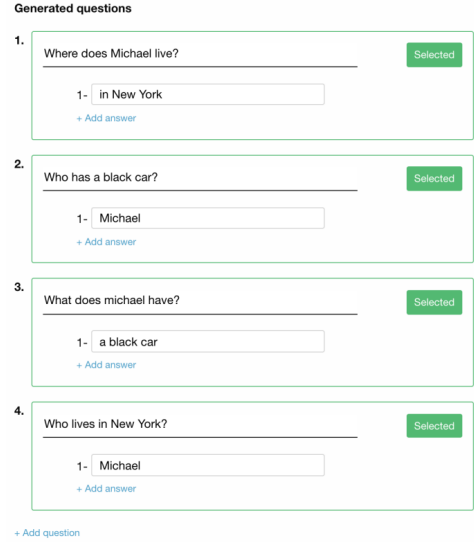 Generated questions
1.
Where does Michael live?
Selected
1- in New York
+ Add answer
2.
Who has a black car?
Selected
1- Michael
+ Add answer
3.
What does michael have?
Selected
1- a black car
+ Add answer
4.
Who lives in New York?
Selected
1- Michael
+ Add answer
+ Add question